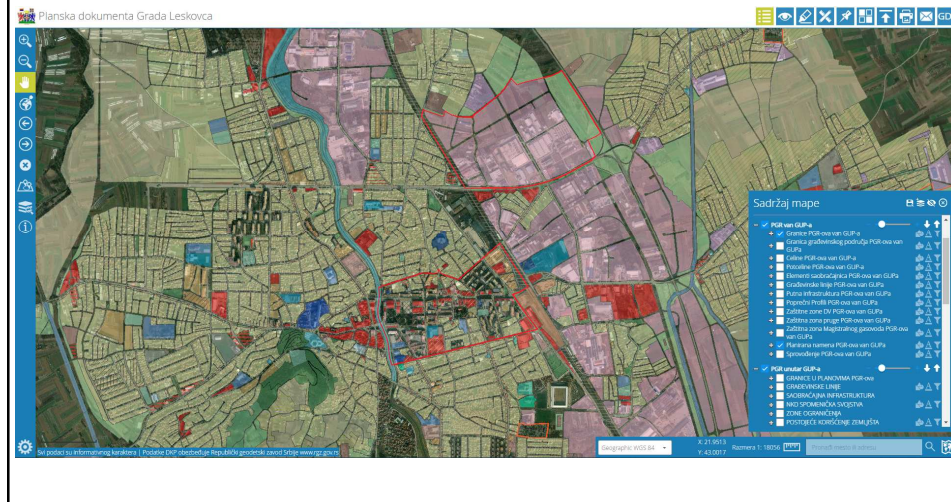 Planska dokumenta Grada Leskovca
GD
Sadržaj mape
PGR van GUP-a
Granice PGR-ova van GUP-a
Granica građevinskog područja PGR-ova van
GUPa
Celine PGR-ova van GUP-a
Potceline PGR-ova van GUP-a
Elementi saobraćajnica PGR-ova van GUPa
Građevinske linije PGR-ova van GUPa
Putna infrastruktura PGR-ova van GUPa
Poprečni Profili PGR-ova van GUPa
Zaštitne zone DV PGR-ova van GUPa
Zaštitna zona pruge PGR-ova van GUPa
Zaštitna zona Magistralnog gasovoda PGR-ova
van GUPa
Planirana namena PGR-ova van GUPa
Sprovođenje PGR-ova van GUPa
PGR unutar GUP-a
GRANICE U PLANOVIMA PGR-ova
GRAĐEVINSKE LINIJE
SAOBRAĆAJNA INFRASTRUKTURA
NKD SPOMENIČKA SVOJSTVA
ZONE OGRANIČENJA
POSTOJEĆE KORIŠĆENJE ZEMLJIŠTA
Svi podaci su informativnog karaktera | Podatke DKP obezbeđuje Republički geodetski zavod Srbije www.rgz.gov.rs
Geographic WGS 84
X: 21.9513
Y: 43.0017
Razmera 1: 18056
Pronađi mesto ili adresu